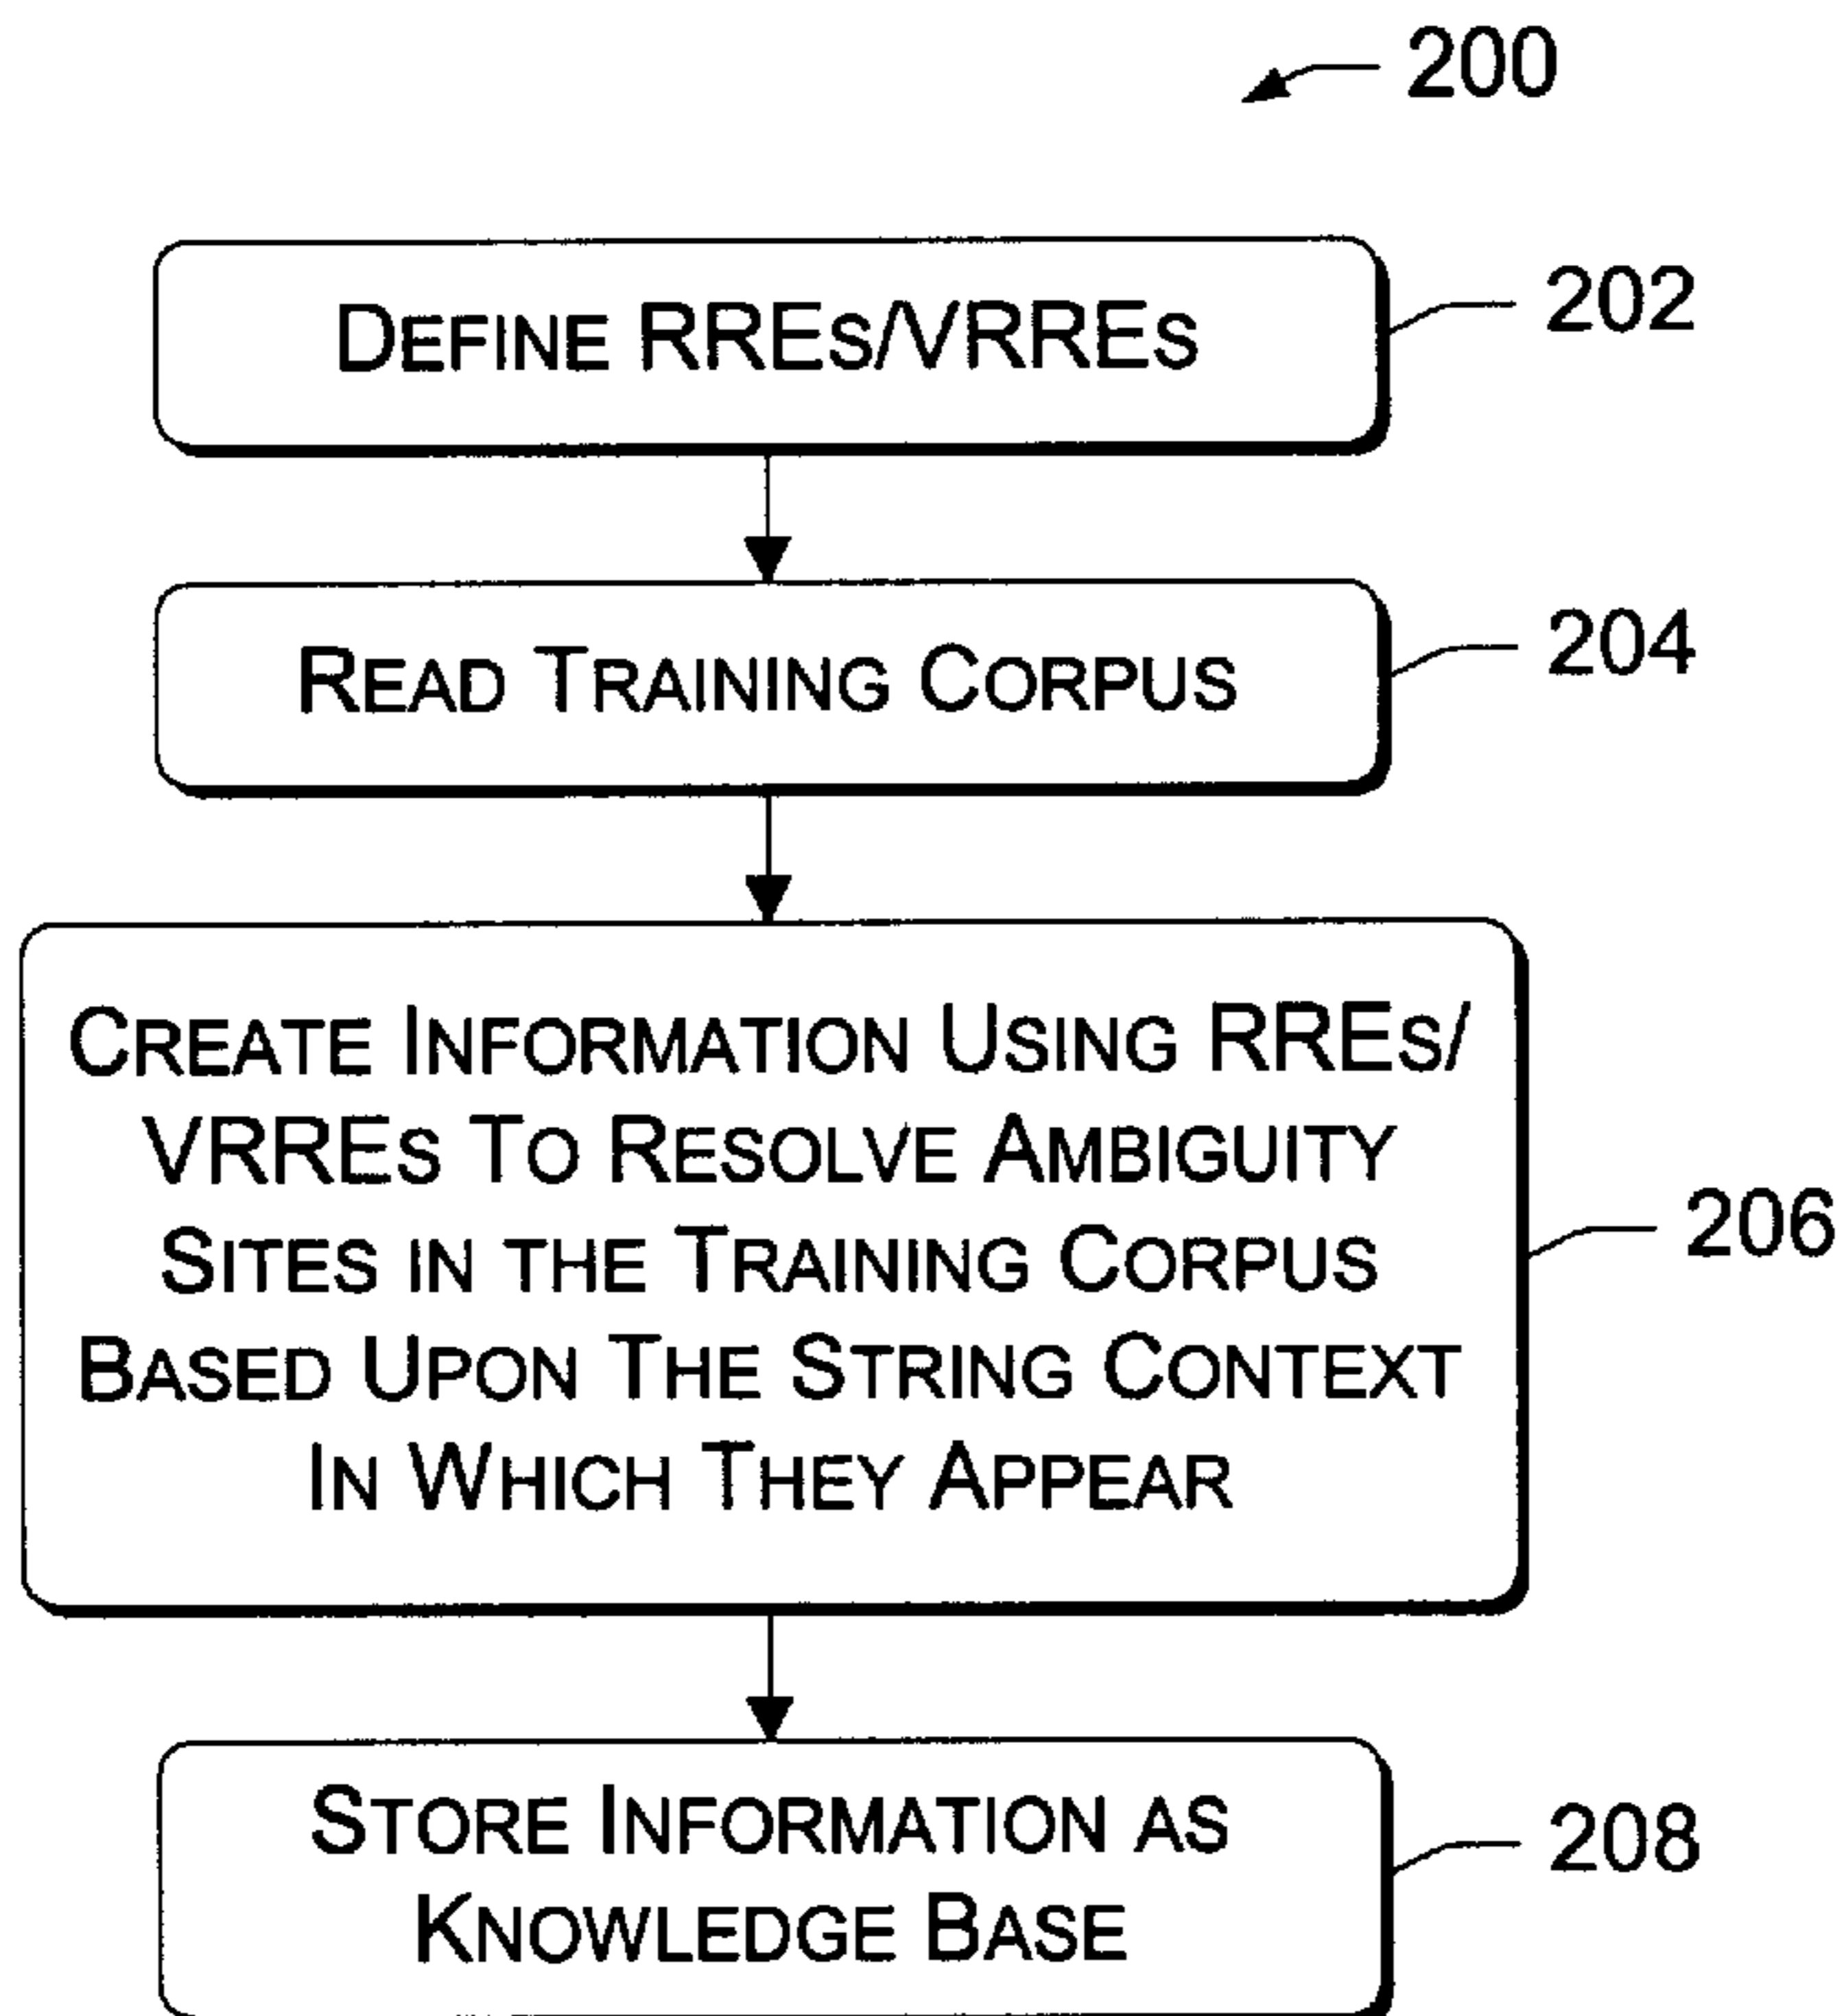 200
DEFINE RRES/VRRES
202
READ TRAINING CORPUS
204
CREATE INFORMATION USING RRES/
VRRES TO RESOLVE AMBIGUITY
SITES IN THE TRAINING CORPUS
BASED UPON THE STRING CONTEXT
IN WHICH THEY APPEAR
206
STORE INFORMATION AS
KNOWLEDGE BASE
208